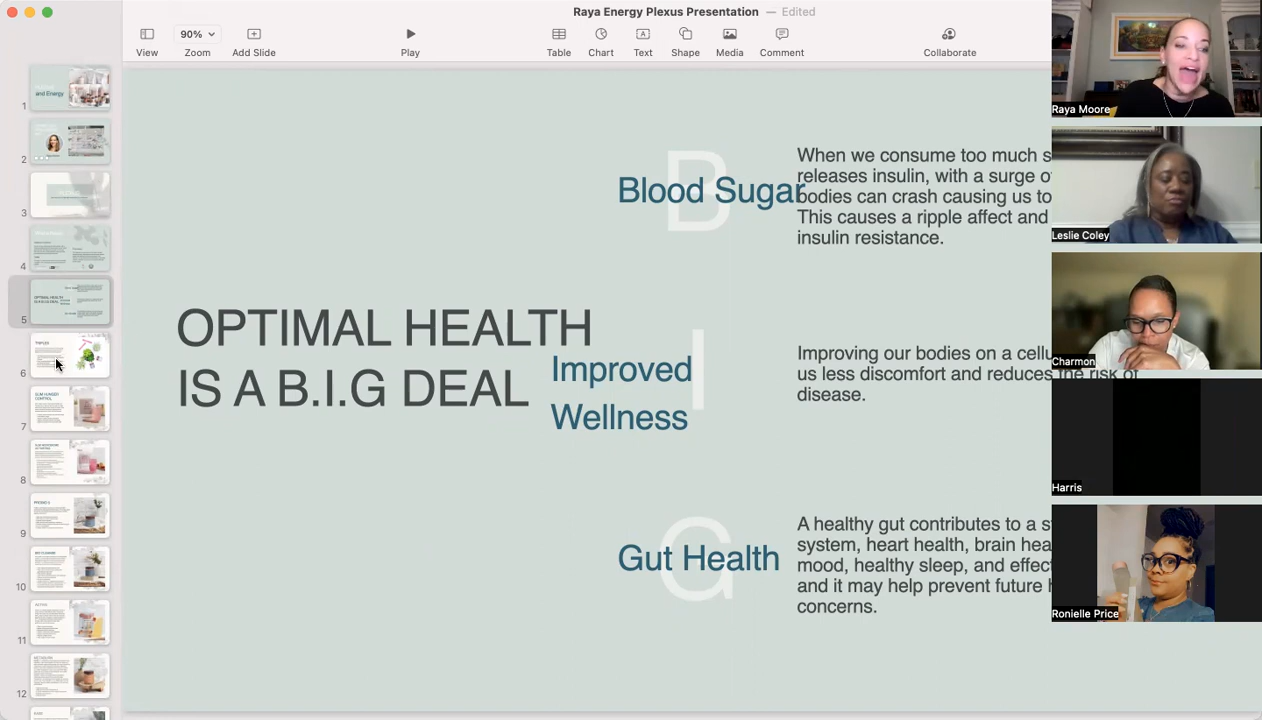 Raya Energy Plexus Presentation — Edited
90%
View
Zoom
Add Slide
Play
Table
Chart
Text
Shape
Media
Comment
Collaborate
1
and Energy
2
3
4
5
6
7
8
9
10
11
12
OPTIMAL HEALTH
IS A B.I.G DEAL
B
Blood Sugar
When we consume too much s
releases insulin, with a surge o
bodies can crash causing us to
This causes a ripple affect and
insulin resistance.
I
Improved
Wellness
Improving our bodies on a cellu
us less discomfort and reduces the risk of
disease.
G
Gut Health
A healthy gut contributes to a s
system, heart health, brain hea
mood, healthy sleep, and effec
and it may help prevent future h
concerns.
Raya Moore
Leslie Coley
Charmon
Harris
Ronielle Price